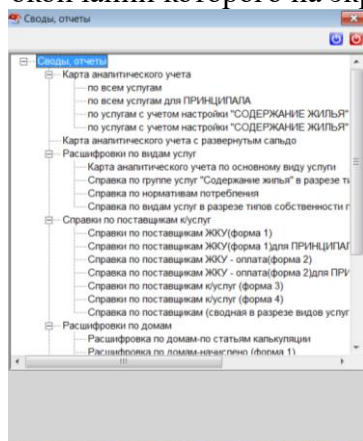 окончании которого на экр
Своды, отчеты
Своды, отчеты
Карта аналитического учета
по всем услугам
по всем услугам для ПРИНЦИПАЛА
по услугам с учетом настройки "СОДЕРЖАНИЕ ЖИЛЬЯ"
по услугам с учетом настройки "СОДЕРЖАНИЕ ЖИЛЬЯ"
Карта аналитического учета с развернутым сальдо
Расшифровки по видам услуг
Карта аналитического учета по основному виду услуги
Справка по группе услуг "Содержание жилья" в разрезе ти
Справка по нормативам потребления
Справка по видам услуг в разрезе типов собственности г
Справки по поставщикам к/услуг
Справки по поставщикам ЖКУ(форма 1)
Справки по поставщикам ЖКУ(форма 1)для ПРИНЦИПАГ
Справки по поставщикам ЖКУ - оплата(форма 2)
Справки по поставщикам ЖКУ - оплата(форма 2)для ПРИ
Справки по поставщикам к/услуг (форма 3)
Справки по поставщикам к/услуг (форма 4)
Справки по поставщикам (сводная в разрезе видов услуг
Расшифровки по домам
Расшифровка по домам-по статьям калькуляции
Расшифровка по домам-начислено (форма 1)